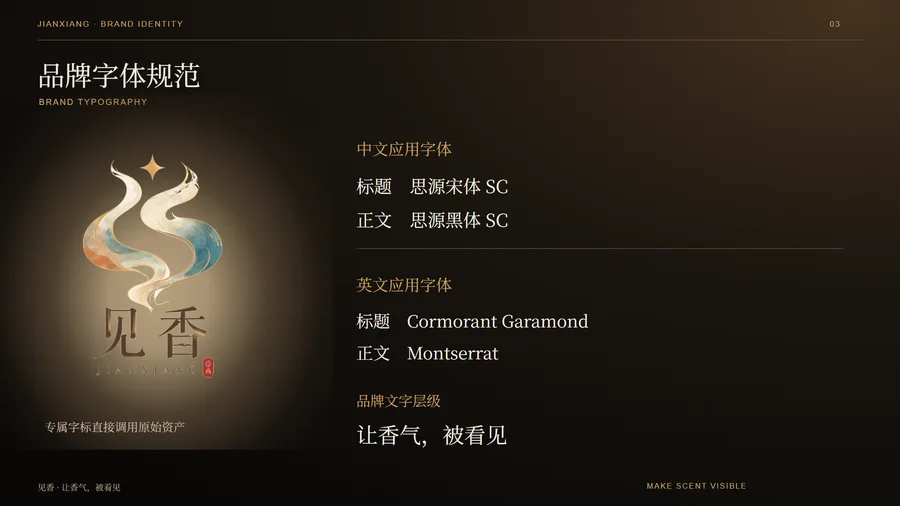 JIANXIANG · BRAND IDENTITY
03
品牌字体规范
BRAND TYPOGRAPHY
见香
JIANXIANG
专属字标直接调用原始资产
中文应用字体
标题 思源宋体 SC
正文 思源黑体 SC
英文应用字体
标题 Cormorant Garamond
正文 Montserrat
品牌文字层级
让香气，被看见
见香 · 让香气，被看见
MAKE SCENT VISIBLE